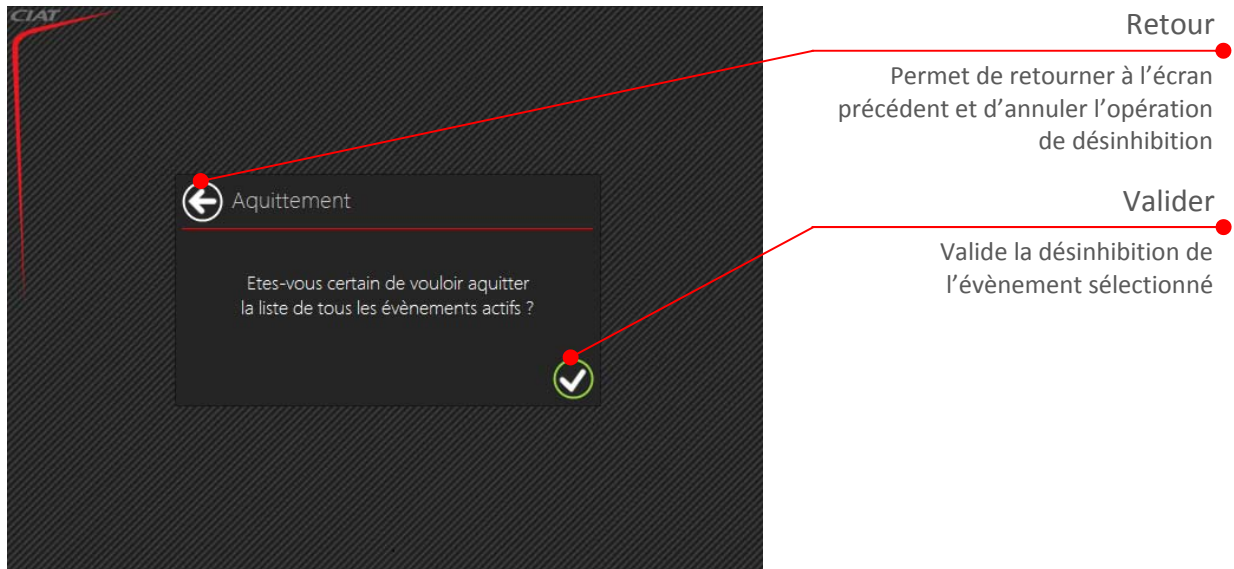 CIAT
Aquittement
Etes-vous certain de vouloir aquitter
la liste de tous les évènements actifs ?
Retour
Permet de retourner à l’écran
précédent et d’annuler l’opération
de désinhibition
Valider
Valide la désinhibition de
l’évènement sélectionné